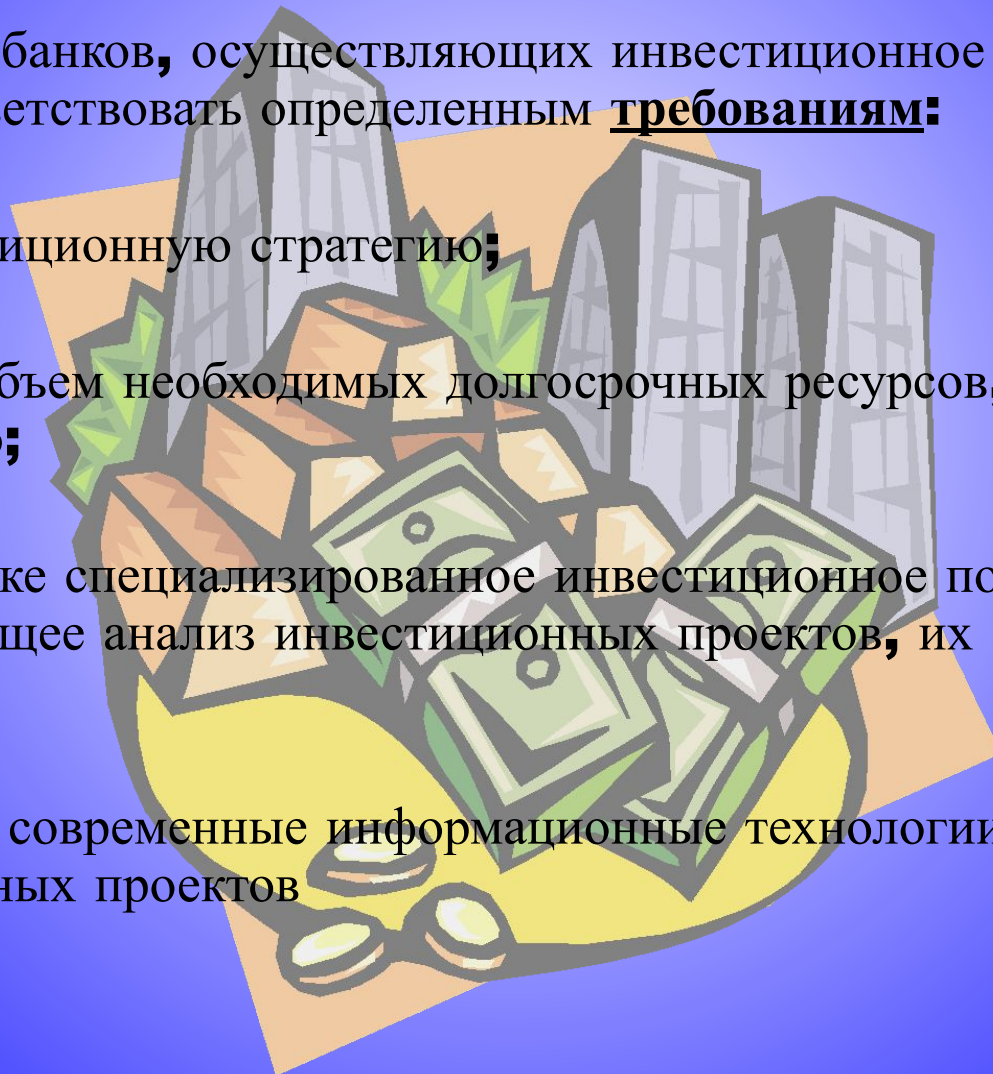 банков, осуществляющих инвестиционное
етствовать определенным требованиям:
иционную стратегию;
бъем необходимых долгосрочных ресурсов,
;
ке специализированное инвестиционное по
щее анализ инвестиционных проектов, их
современные информационные технологии
ных проектов